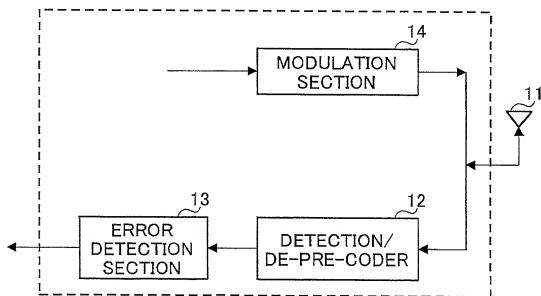 14
MODULATION
SECTION
11
13
ERROR
DETECTION
SECTION
12
DETECTION/
DE-PRE-CODER